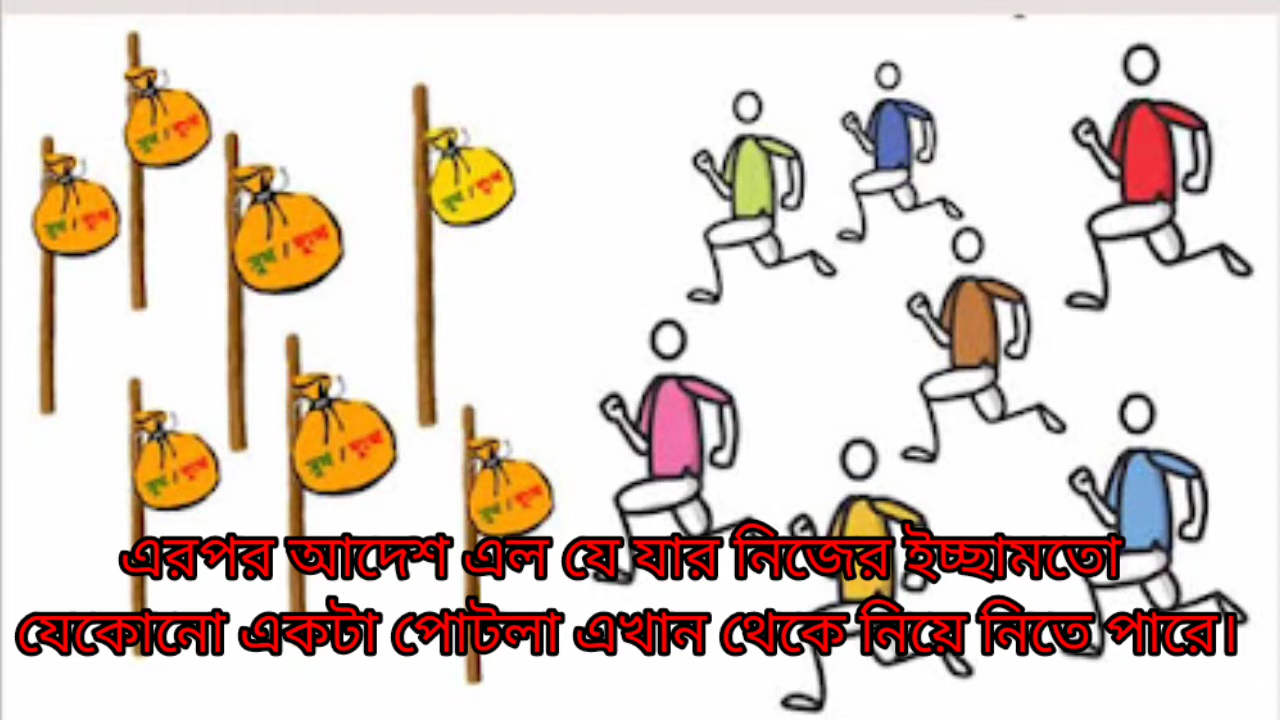 সুখ / দুঃখ
সুখ / দুঃখ
সুখ / দুঃখ
সুখ / দুঃখ
সুখ / দুঃখ
সুখ / দুঃখ
সুখ / দুঃখ
এরপর আদেশ এল যে যার নিজের ইচ্ছামতো
যেকোনো একটা পোটলা এখান থেকে নিয়ে নিতে পারে।